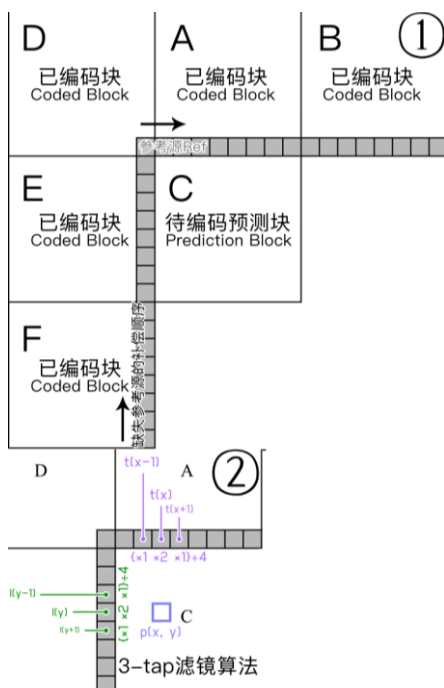 D
已编码块
Coded Block
A
已编码块
Coded Block
B
已编码块
Coded Block
①
参考源Ref
E
已编码块
Coded Block
C
待编码预测块
Prediction Block
F
已编码块
Coded Block
缺失参考源的补偿顺序
D
A
②
t(x-1)
t(x)
t(x+1)
(×1 ×2 ×1)÷4
l(y-1)
l(y)
l(y+1)
(×1 ×2 ×1)÷4
C
p(x, y)
3-tap滤镜算法